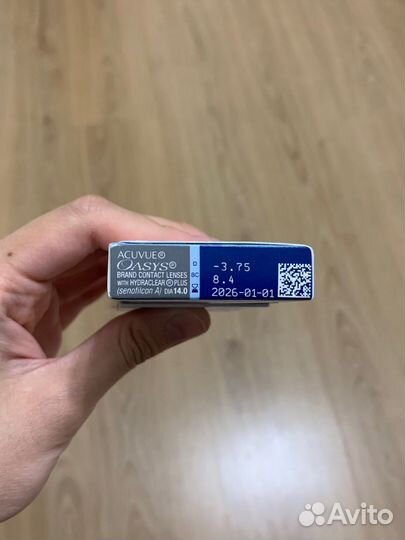 ACUVUE®
OASYS®
BRAND CONTACT LENSES
WITH HYDRACLEAR® PLUS
(senofilcon A) DIA 14.0
D -3.75
BC 8.4
2026-01-01
Avito